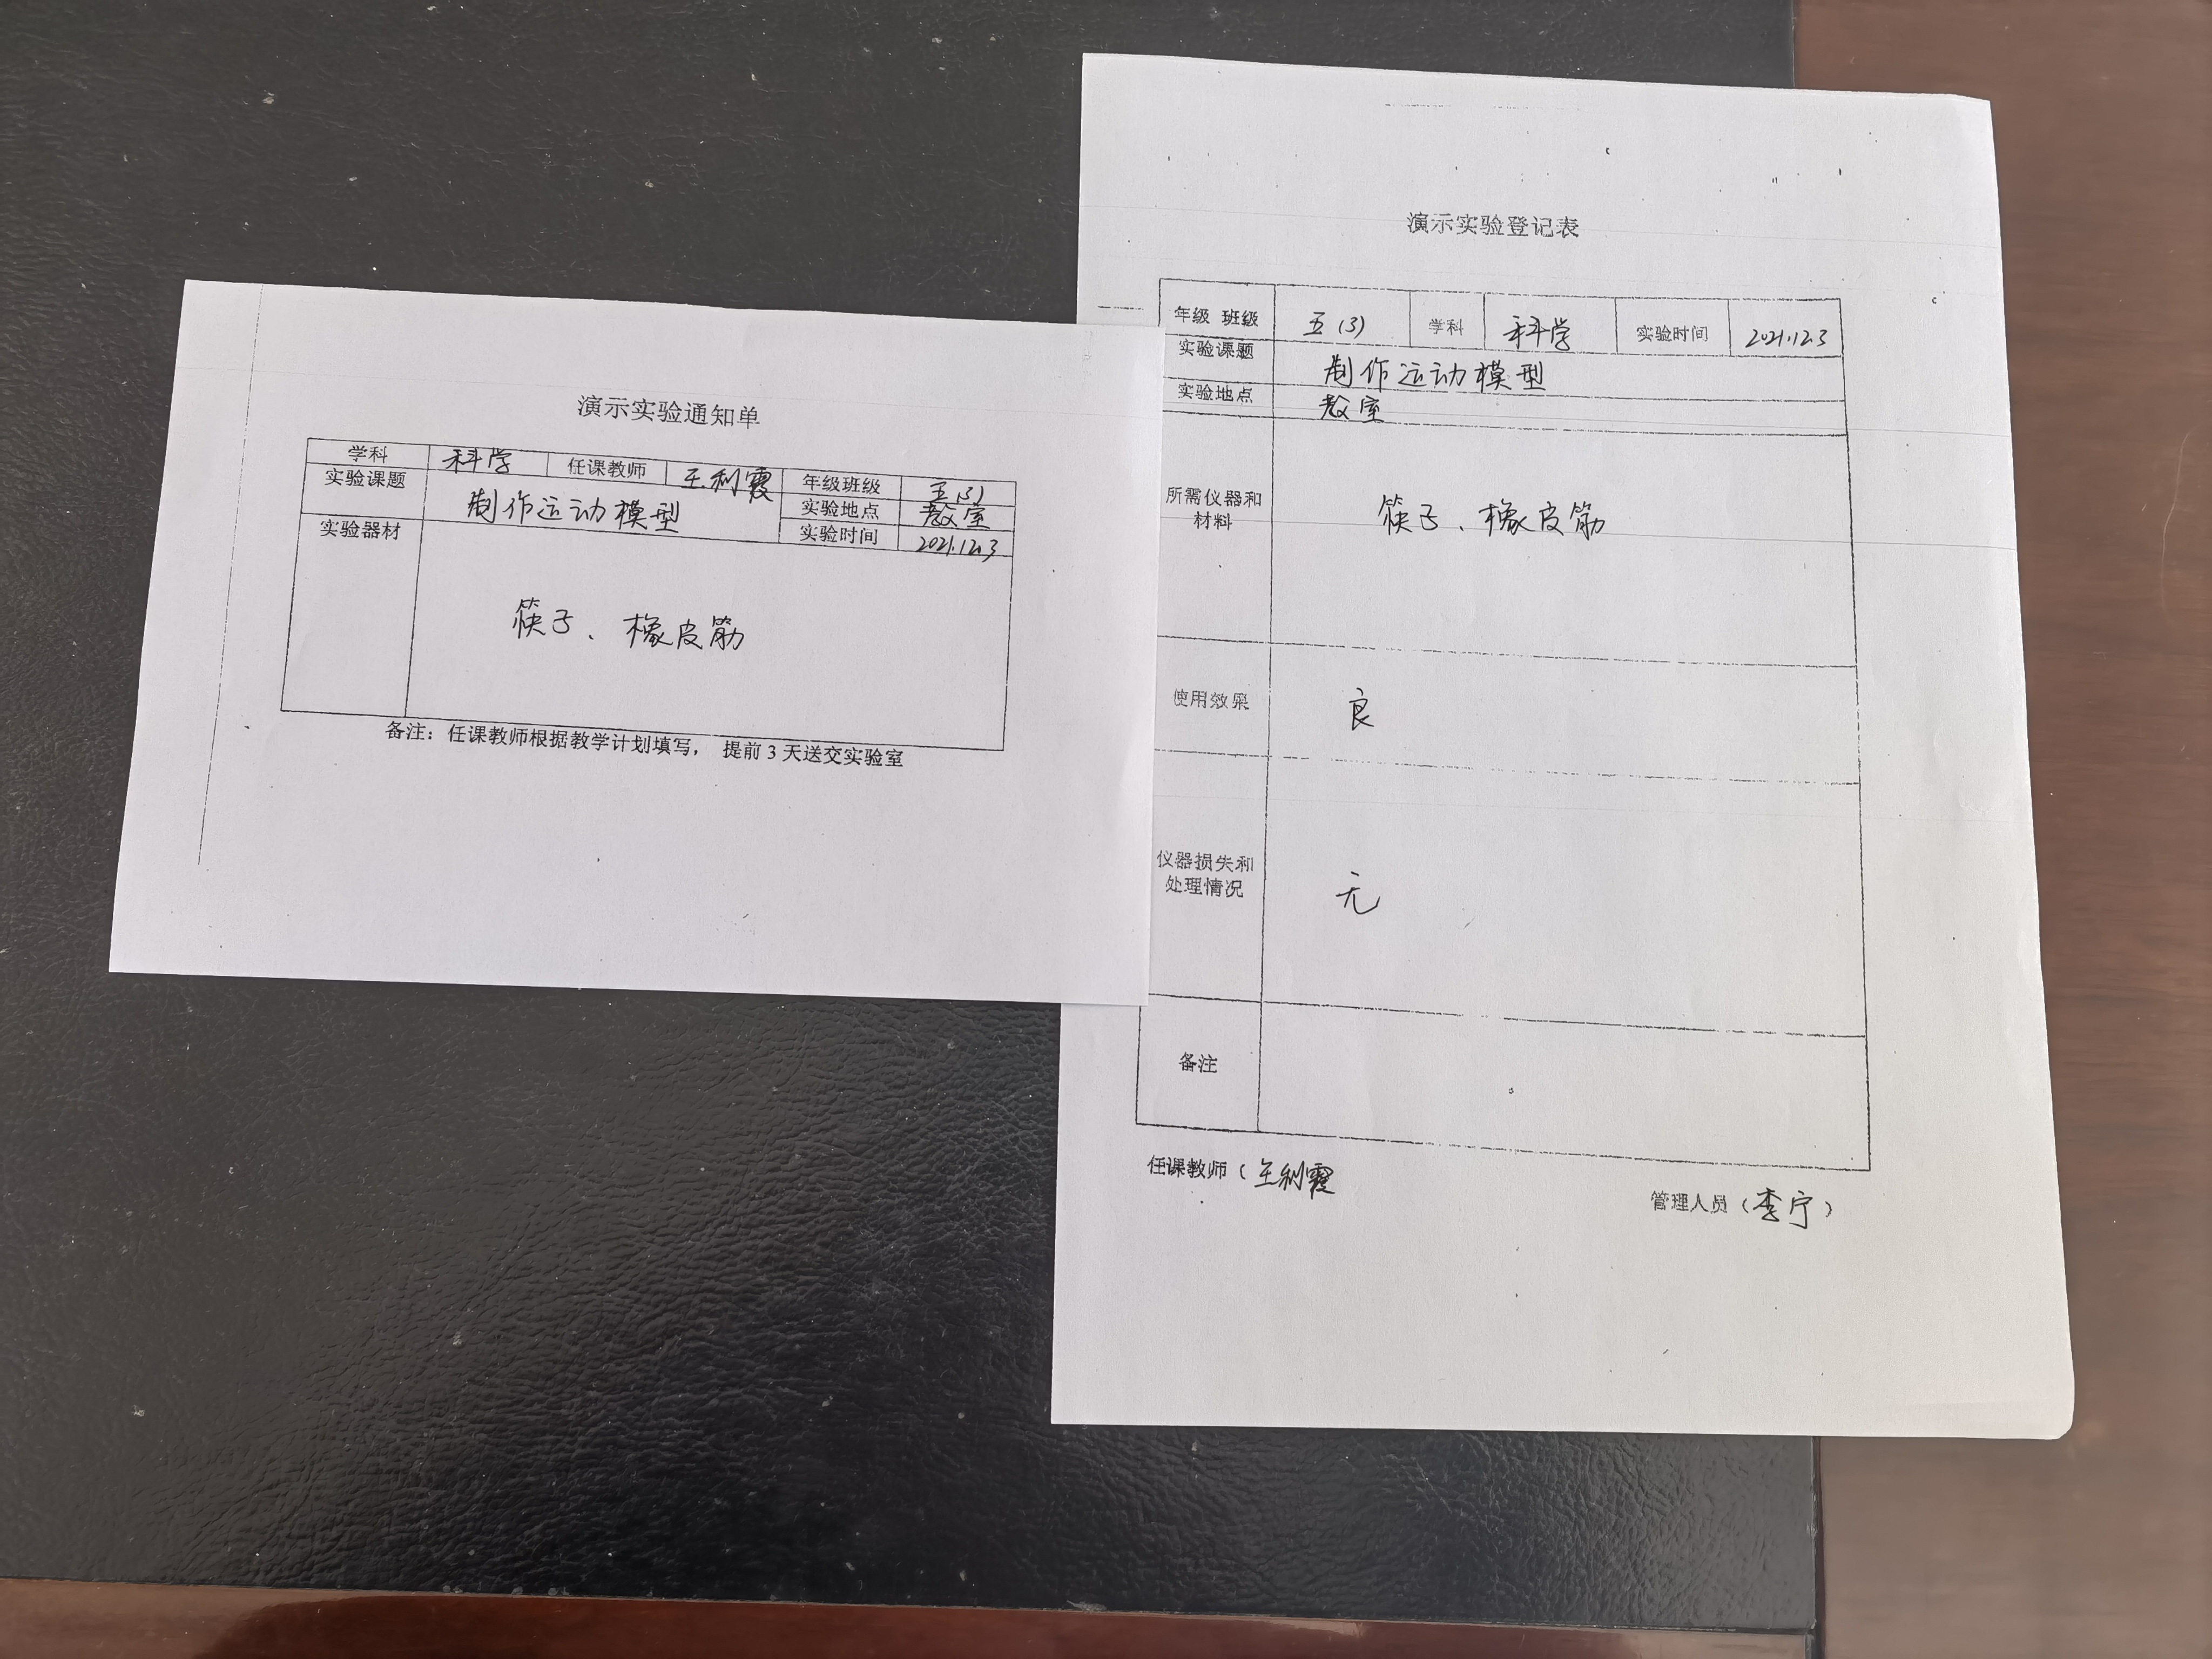 演示实验通知单
学科 科学 任课教师 王利霞 年级班级 五(3)
实验课题 制作运动模型 实验地点 教室
实验时间 2021.12.3
实验器材 筷子、橡皮筋
备注：任课教师根据教学计划填写， 提前 3 天送交实验室
演示实验登记表
年级 班级 五(3) 学科 科学 实验时间 2021.12.3
实验课题 制作运动模型
实验地点 教室
所需仪器和
材料 筷子、橡皮筋
使用效果 良
仪器损失和
处理情况 无
备注
任课教师（王利霞
管理人员（李宁）